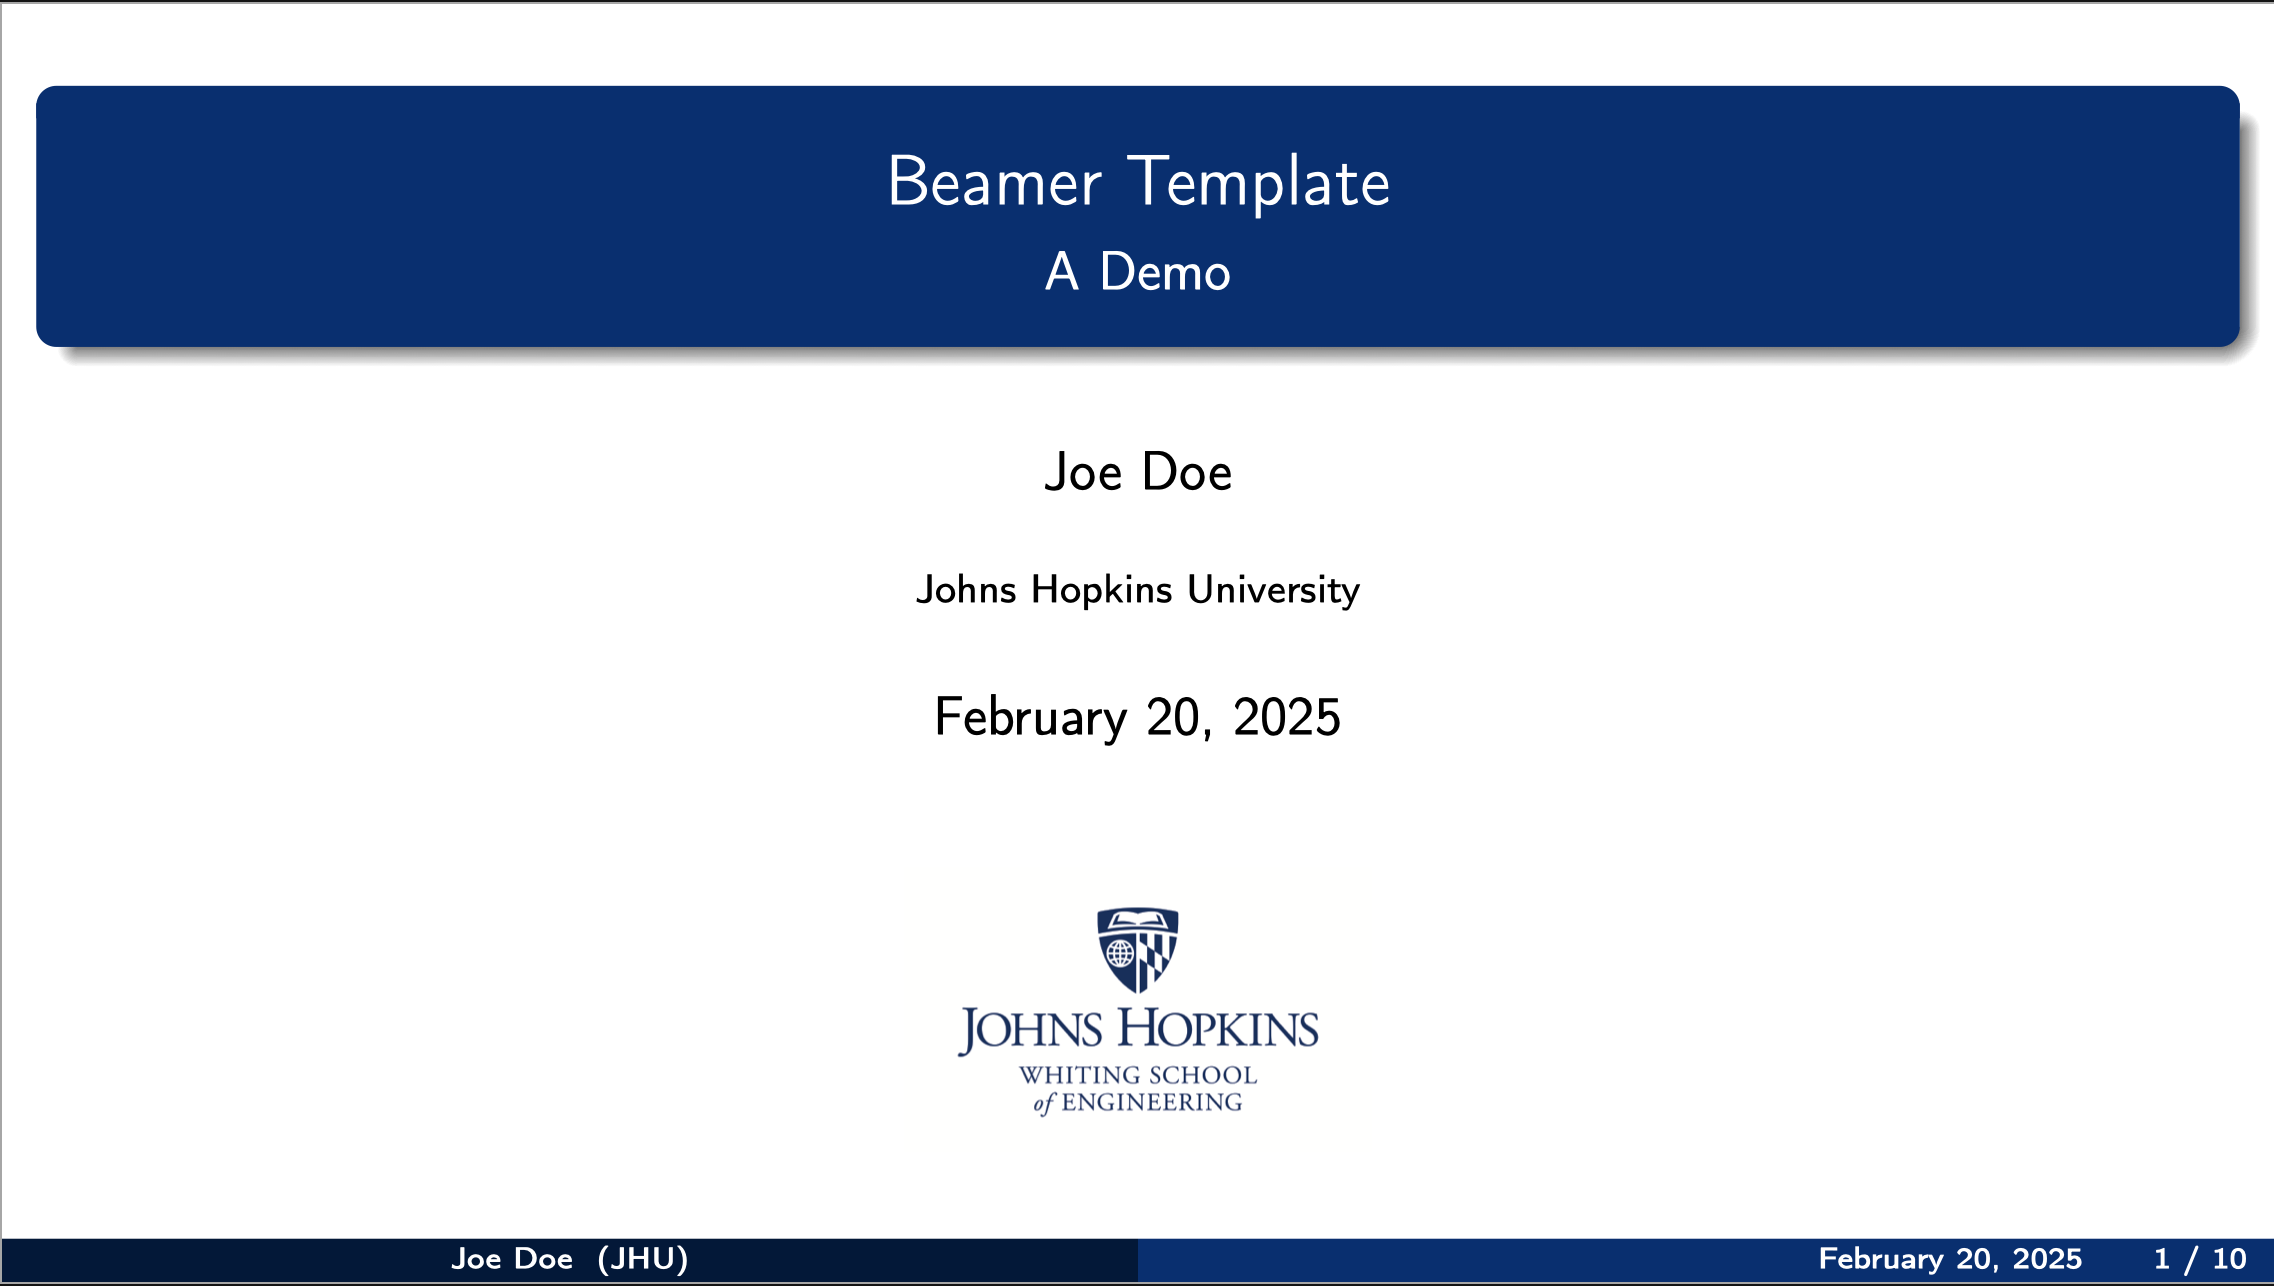 Beamer Template
A Demo
Joe Doe
Johns Hopkins University
February 20, 2025
JOHNS HOPKINS
WHITING SCHOOL
of ENGINEERING
Joe Doe (JHU) February 20, 2025 1 / 10